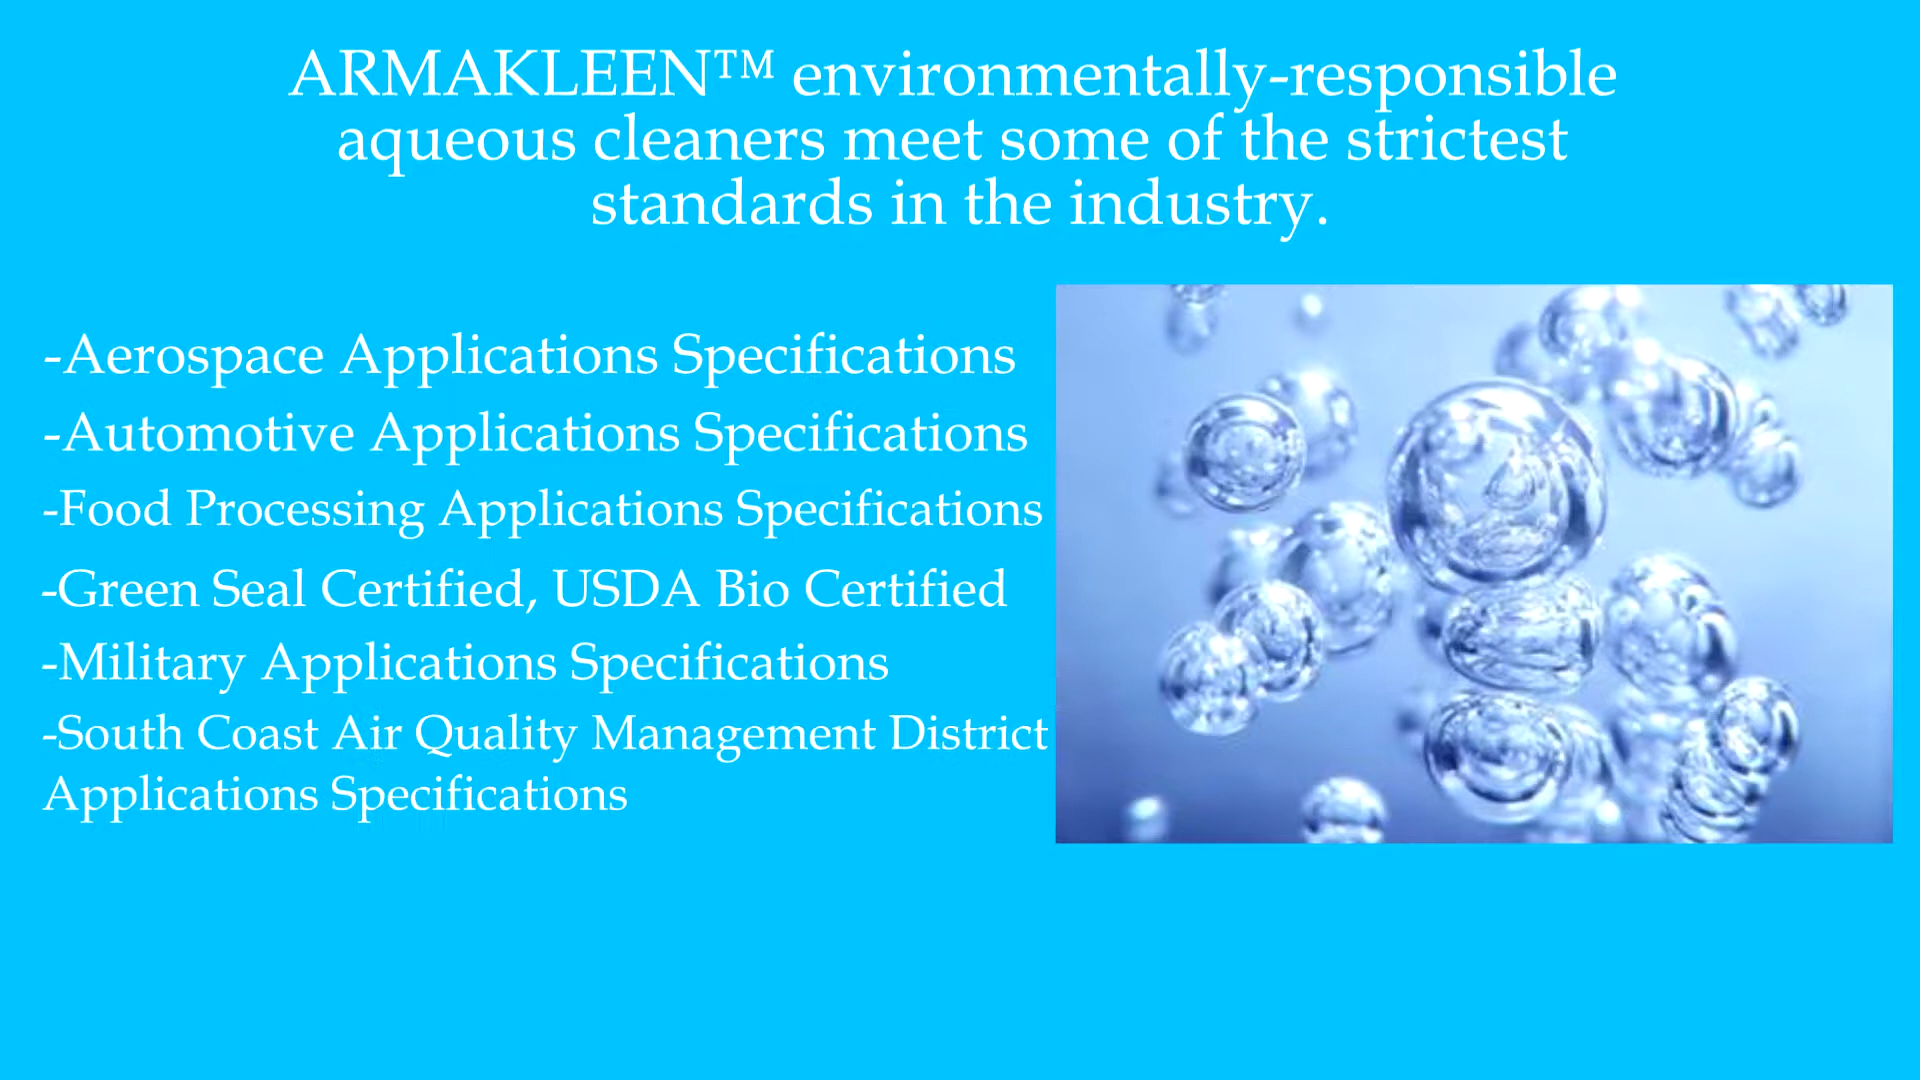 ARMAKLEEN™ environmentally-responsible
aqueous cleaners meet some of the strictest
standards in the industry.
-Aerospace Applications Specifications
-Automotive Applications Specifications
-Food Processing Applications Specifications
-Green Seal Certified, USDA Bio Certified
-Military Applications Specifications
-South Coast Air Quality Management District
Applications Specifications